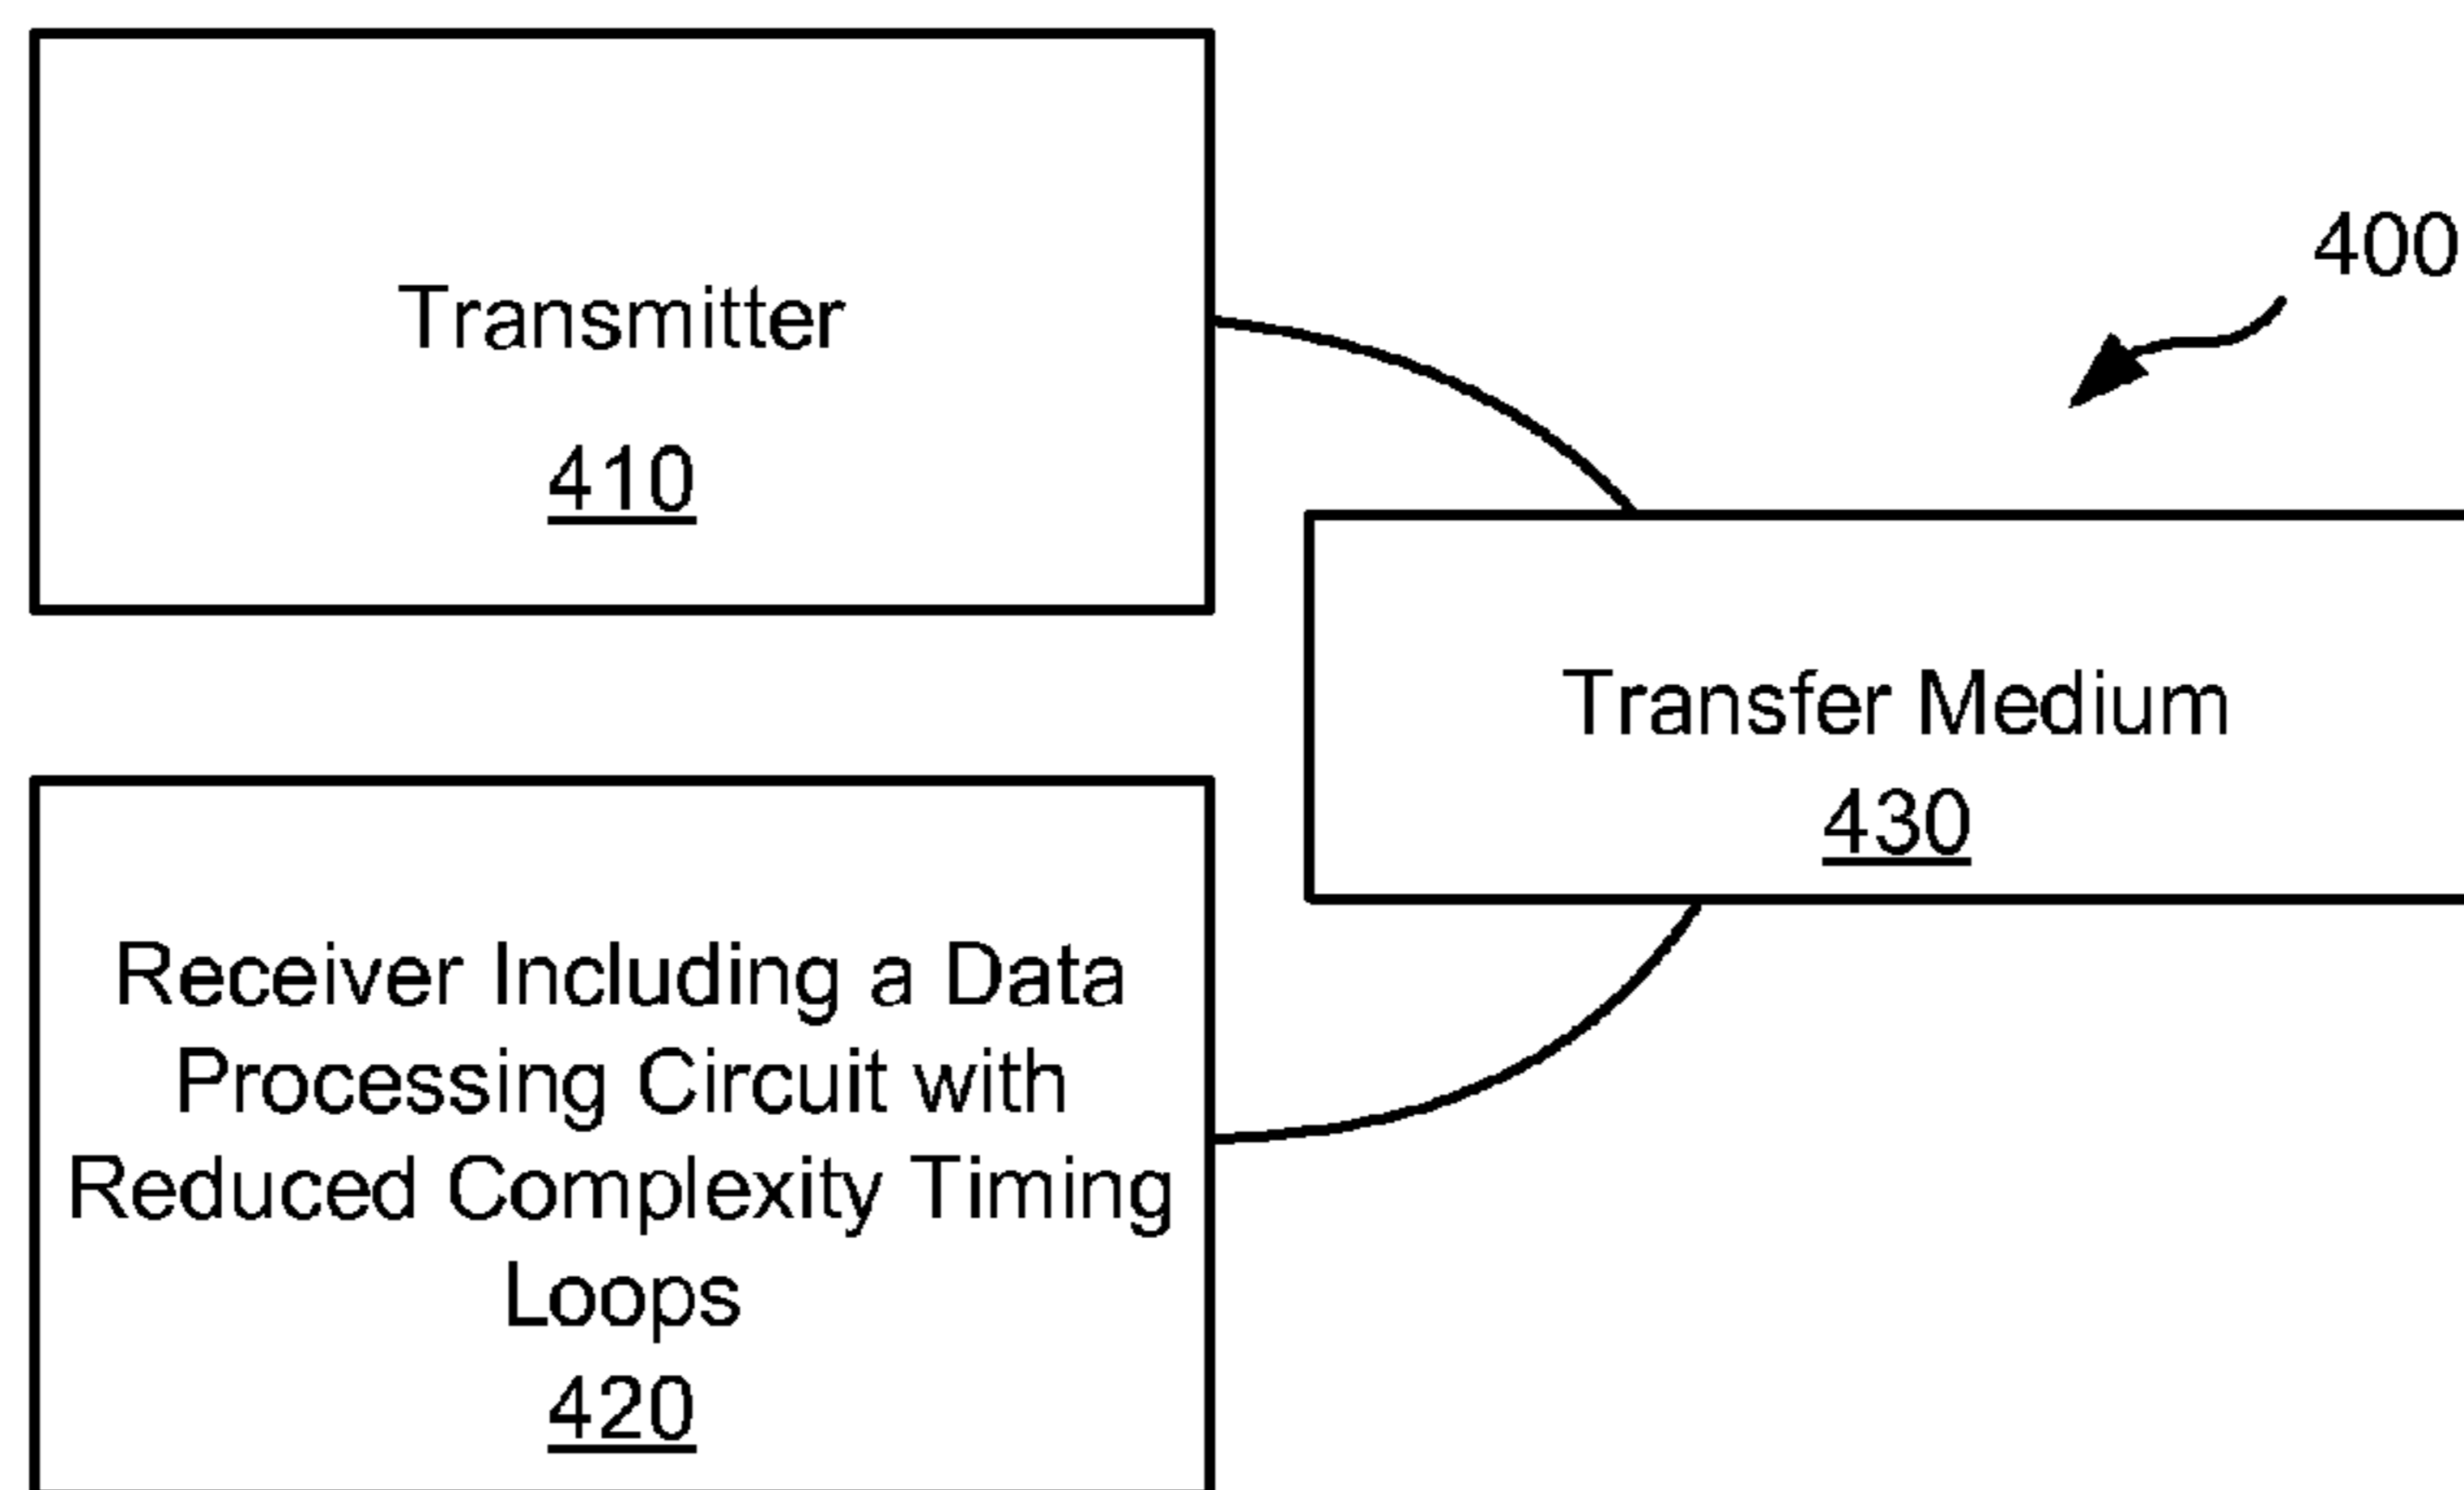 400
Transmitter
410
Transfer Medium
430
Receiver Including a Data
Processing Circuit with
Reduced Complexity Timing
Loops
420